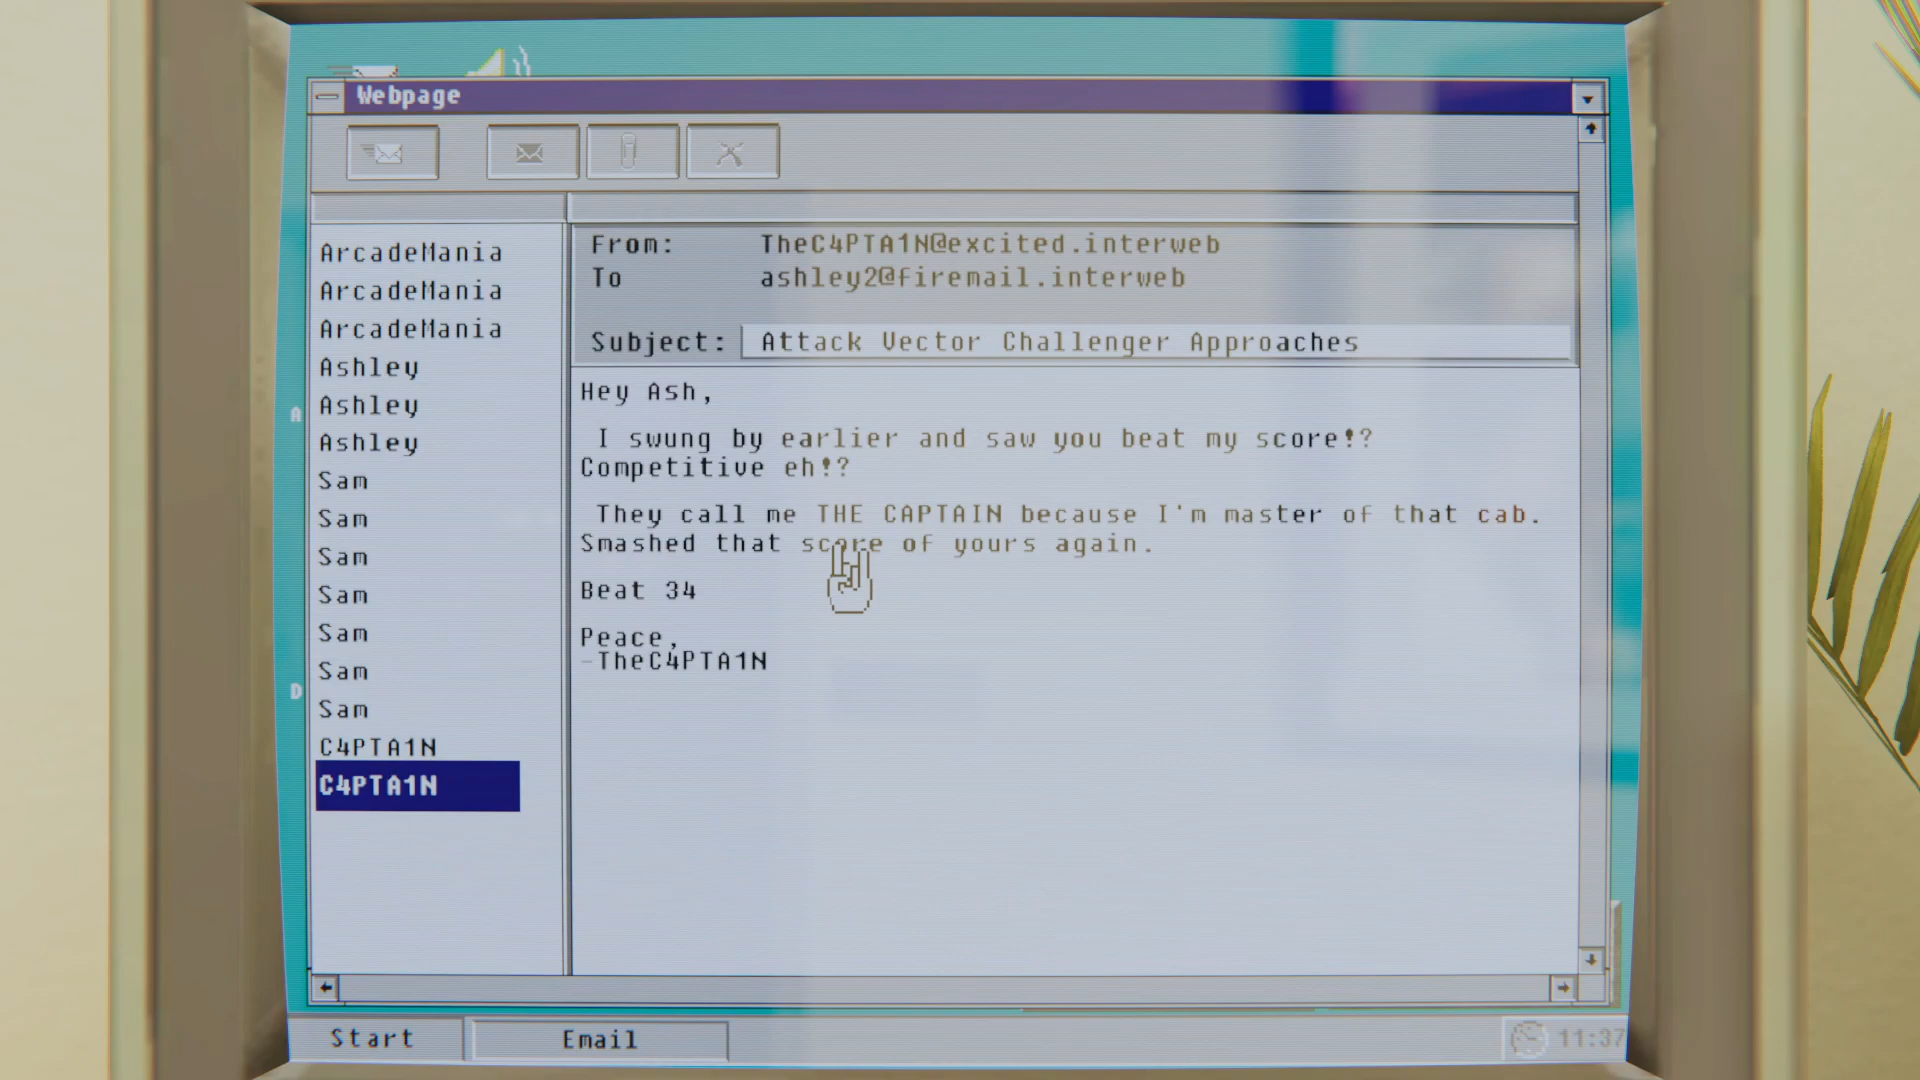 Webpage
ArcadeMania
ArcadeMania
ArcadeMania
Ashley
Ashley
Ashley
Sam
Sam
Sam
Sam
Sam
Sam
Sam
C4PTA1N
C4PTA1N
From: TheC4PTA1N@excited.interweb
To ashley2@firemail.interweb
Subject: Attack Vector Challenger Approaches
Hey Ash,
I swung by earlier and saw you beat my score!?
Competitive eh!?
They call me THE CAPTAIN because I'm master of that cab.
Smashed that score of yours again.
Beat 34
Peace,
-TheC4PTA1N
A
D
Start
Email
11:37